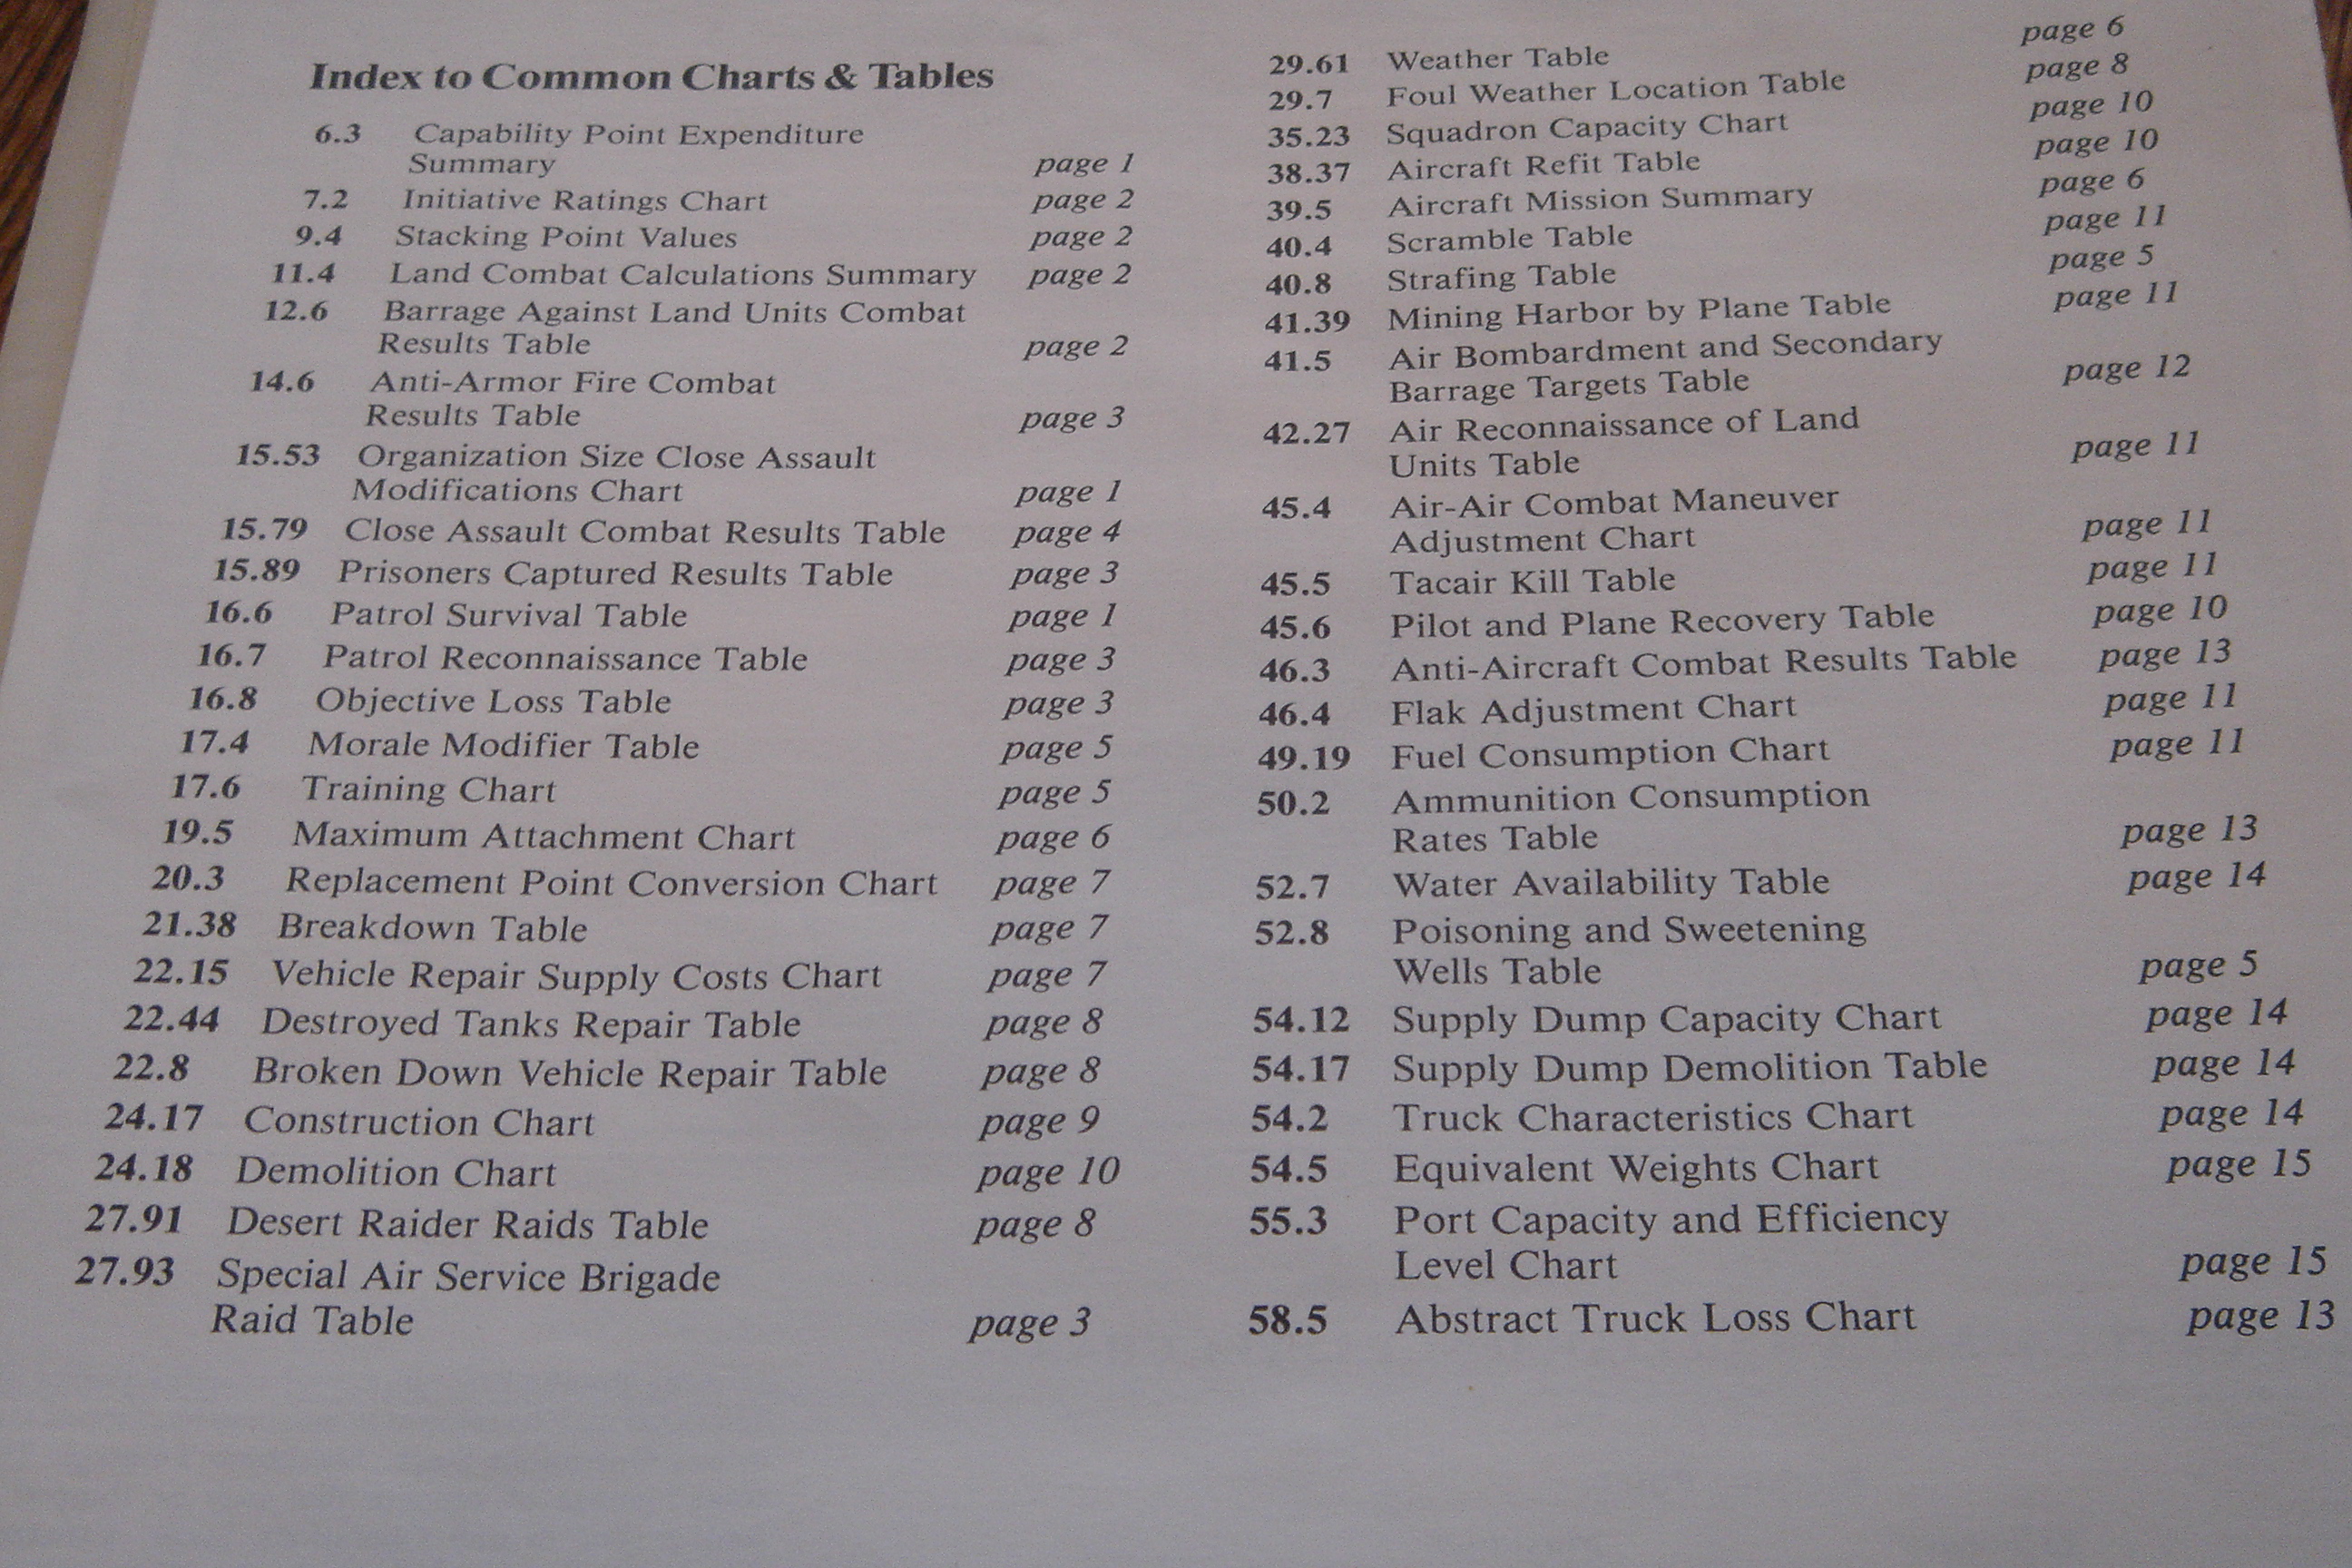 Index to Common Charts & Tables
6.3 Capability Point Expenditure
Summary page 1
7.2 Initiative Ratings Chart page 2
9.4 Stacking Point Values page 2
11.4 Land Combat Calculations Summary page 2
12.6 Barrage Against Land Units Combat
Results Table page 2
14.6 Anti-Armor Fire Combat
Results Table page 3
15.53 Organization Size Close Assault
Modifications Chart page 1
15.79 Close Assault Combat Results Table page 4
15.89 Prisoners Captured Results Table page 3
16.6 Patrol Survival Table page 1
16.7 Patrol Reconnaissance Table page 3
16.8 Objective Loss Table page 3
17.4 Morale Modifier Table page 5
17.6 Training Chart page 5
19.5 Maximum Attachment Chart page 6
20.3 Replacement Point Conversion Chart page 7
21.38 Breakdown Table page 7
22.15 Vehicle Repair Supply Costs Chart page 7
22.44 Destroyed Tanks Repair Table page 8
22.8 Broken Down Vehicle Repair Table page 8
24.17 Construction Chart page 9
24.18 Demolition Chart page 10
27.91 Desert Raider Raids Table page 8
27.93 Special Air Service Brigade
Raid Table page 3
29.61 Weather Table page 6
29.7 Foul Weather Location Table page 8
35.23 Squadron Capacity Chart page 10
38.37 Aircraft Refit Table page 10
39.5 Aircraft Mission Summary page 6
40.4 Scramble Table page 11
40.8 Strafing Table page 5
41.39 Mining Harbor by Plane Table page 11
41.5 Air Bombardment and Secondary
Barrage Targets Table page 12
42.27 Air Reconnaissance of Land
Units Table page 11
45.4 Air-Air Combat Maneuver
Adjustment Chart page 11
45.5 Tacair Kill Table page 11
45.6 Pilot and Plane Recovery Table page 10
46.3 Anti-Aircraft Combat Results Table page 13
46.4 Flak Adjustment Chart page 11
49.19 Fuel Consumption Chart page 11
50.2 Ammunition Consumption
Rates Table page 13
52.7 Water Availability Table page 14
52.8 Poisoning and Sweetening
Wells Table page 5
54.12 Supply Dump Capacity Chart page 14
54.17 Supply Dump Demolition Table page 14
54.2 Truck Characteristics Chart page 14
54.5 Equivalent Weights Chart page 15
55.3 Port Capacity and Efficiency
Level Chart page 15
58.5 Abstract Truck Loss Chart page 13